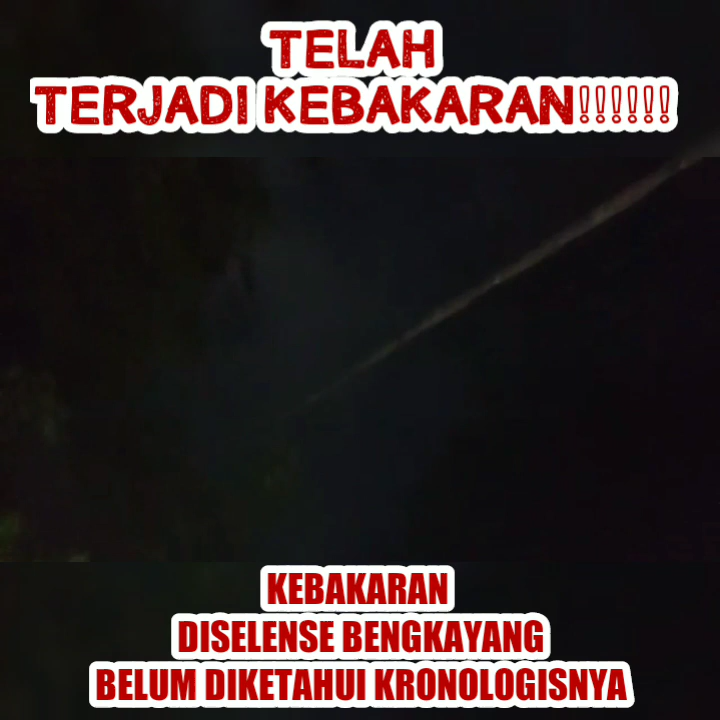 TELAH
TERJADI KEBAKARAN!!!!!!
KEBAKARAN
DISELENSE BENGKAYANG
BELUM DIKETAHUI KRONOLOGISNYA